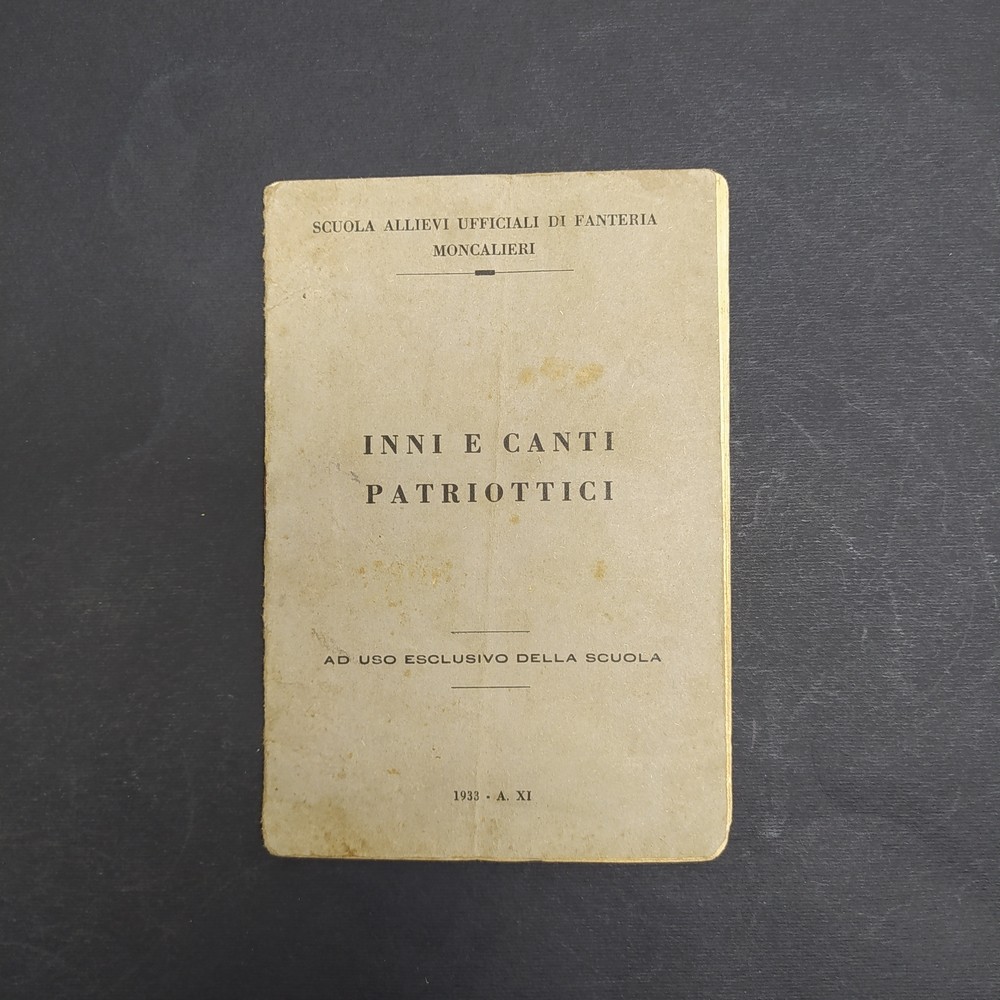 SCUOLA ALLIEVI UFFICIALI DI FANTERIA
MONCALIERI
INNI E CANTI
PATRIOTTICI
AD USO ESCLUSIVO DELLA SCUOLA
1933 - A. XI